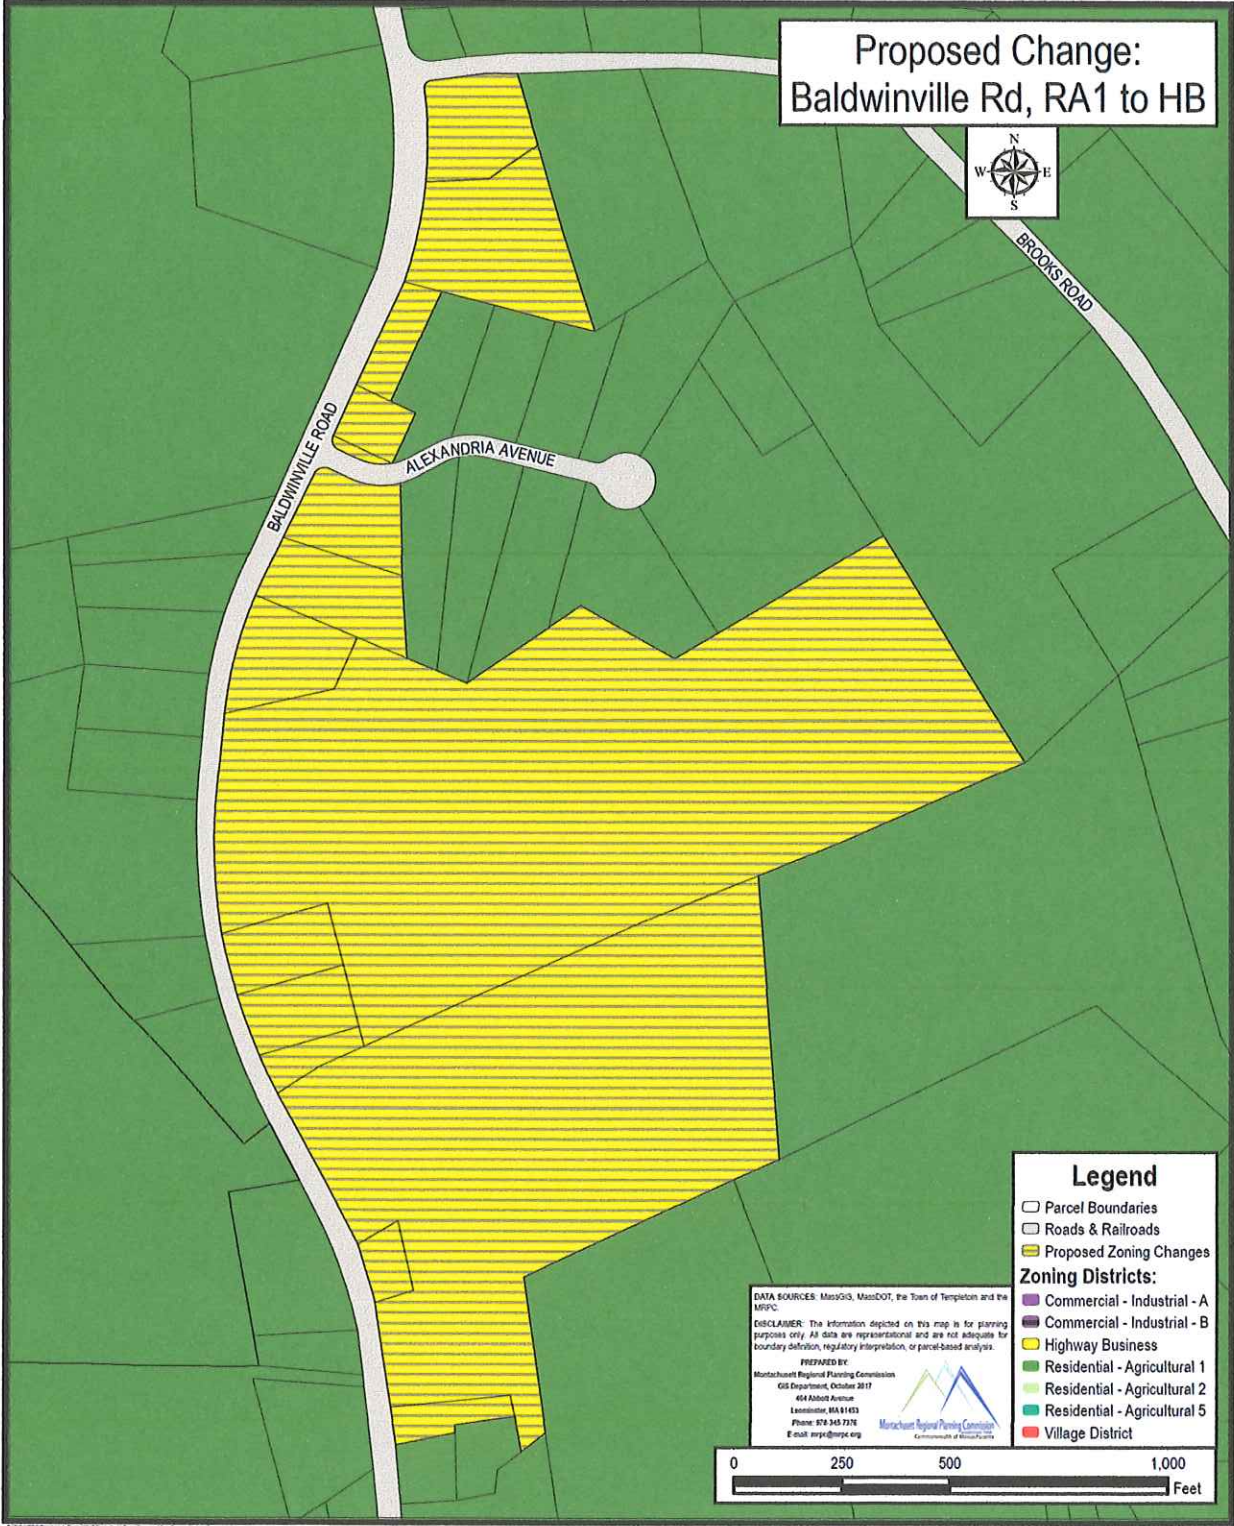 Proposed Change:
Baldwinville Rd, RA1 to HB
N
W E
S
BROOKS ROAD
BALDWINVILLE ROAD
ALEXANDRIA AVENUE
Legend
Parcel Boundaries
Roads & Railroads
Proposed Zoning Changes
Zoning Districts:
Commercial - Industrial - A
Commercial - Industrial - B
Highway Business
Residential - Agricultural 1
Residential - Agricultural 2
Residential - Agricultural 5
Village District
DATA SOURCES: MassGIS, MassDOT, the Town of Templeton and the
MRPC.
DISCLAIMER: The information depicted on this map is for planning
purposes only. All data are representational and are not adequate for
boundary definition, regulatory interpretation, or parcel-based analysis.
PREPARED BY:
Montachusett Regional Planning Commission
GIS Department, October 2017
464 Abbott Avenue
Leominster, MA 01453
Phone: 978-345-7376
E-mail: mrpc@mrpc.org
Montachusett Regional Planning Commission
Commonwealth of Massachusetts
0 250 500 1,000
Feet